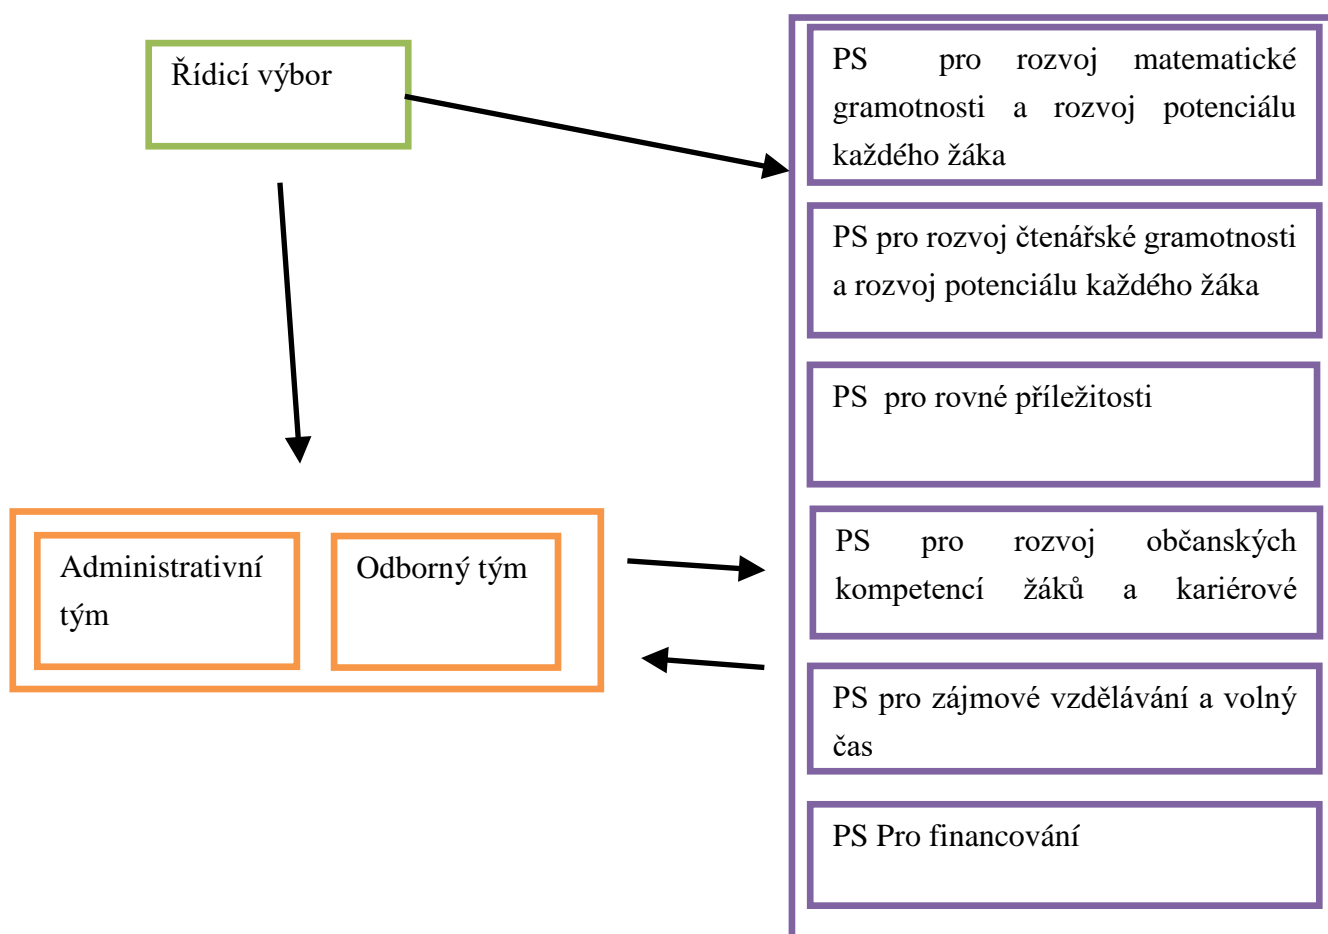 Řídicí výbor
PS pro rozvoj matematické
gramotnosti a rozvoj potenciálu
každého žáka
PS pro rozvoj čtenářské gramotnosti
a rozvoj potenciálu každého žáka
PS pro rovné příležitosti
Administrativní
tým
Odborný tým
PS pro rozvoj občanských
kompetencí žáků a kariérové
PS pro zájmové vzdělávání a volný
čas
PS Pro financování